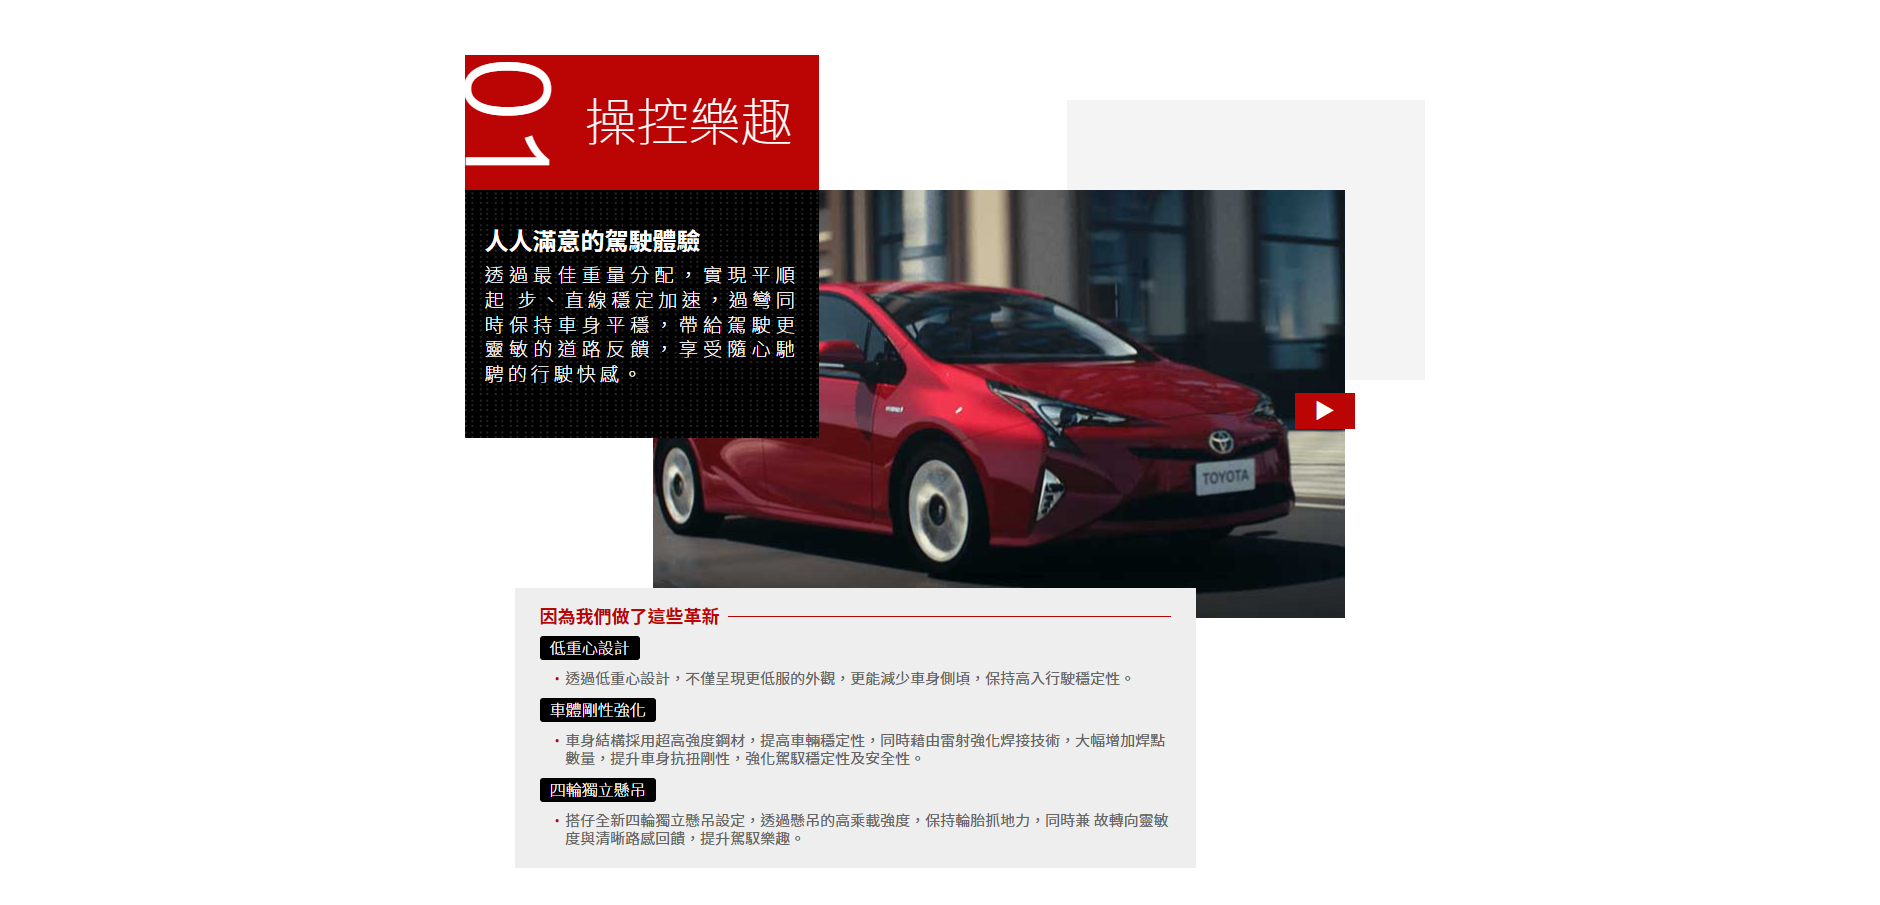 01
操控樂趣
人人滿意的駕駛體驗
透過最佳重量分配，實現平順
起 步、直線穩定加速，過彎同
時保持車身平穩，帶給駕駛更
靈敏的道路反饋，享受隨心馳
騁的行駛快感。
TOYOTA
因為我們做了這些革新
低重心設計
・透過低重心設計，不僅呈現更低服的外觀，更能減少車身側頃，保持高入行駛穩定性。
車體剛性強化
・車身結構採用超高強度鋼材，提高車輛穩定性，同時藉由雷射強化焊接技術，大幅增加焊點
數量，提升車身抗扭剛性，強化駕馭穩定性及安全性。
四輪獨立懸吊
・搭仔全新四輪獨立懸吊設定，透過懸吊的高乘載強度，保持輪胎抓地力，同時兼 故轉向靈敏
度與清晰路感回饋，提升駕馭樂趣。